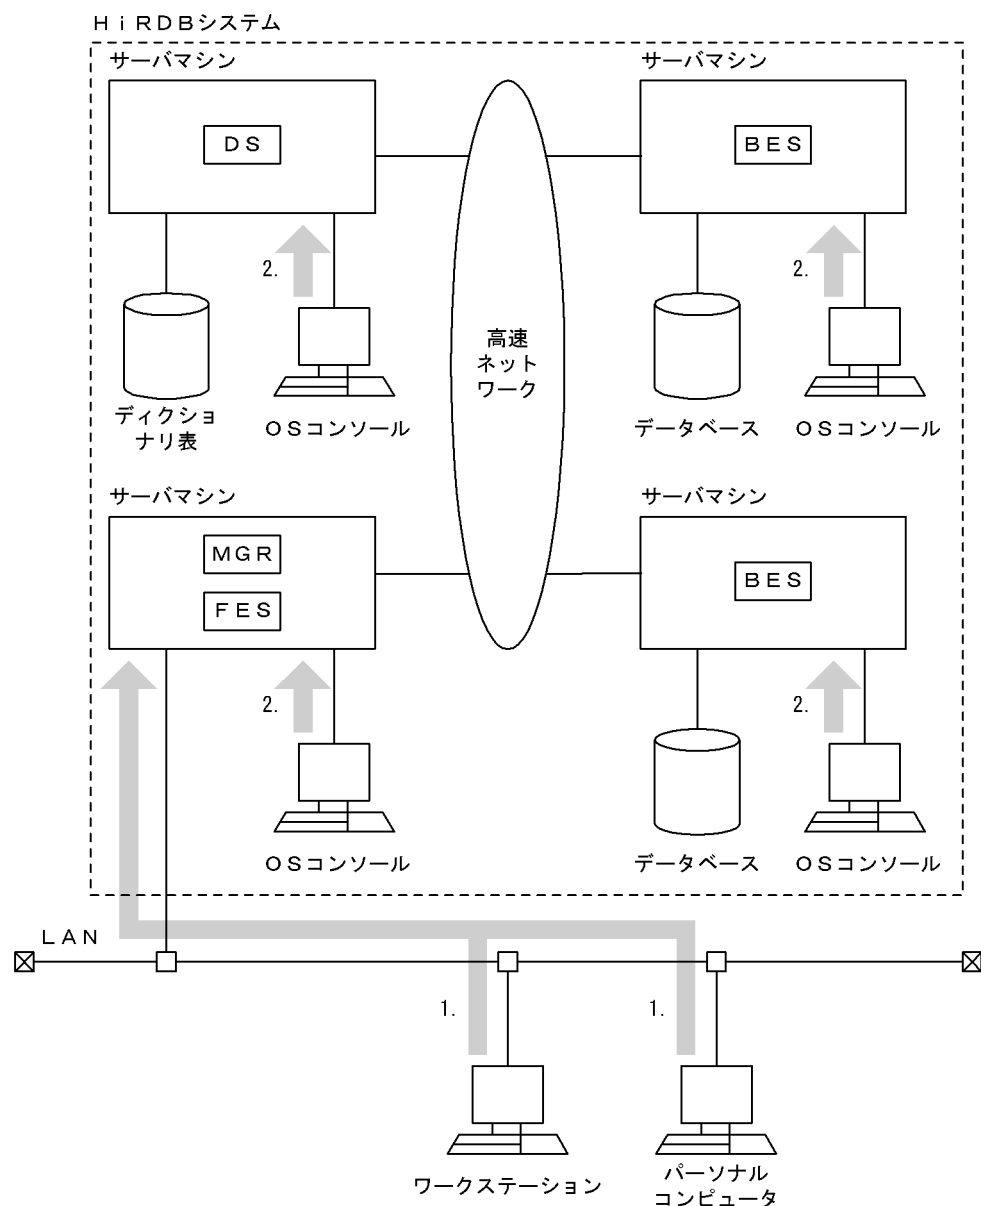 ＨｉＲＤＢシステム
サーバマシン
サーバマシン
ＤＳ
ＢＥＳ
2.
2.
高速
ネット
ワーク
ディクショ
ナリ表
ＯＳコンソール
データベース
ＯＳコンソール
サーバマシン
サーバマシン
ＭＧＲ
ＦＥＳ
ＢＥＳ
2.
2.
ＯＳコンソール
データベース
ＯＳコンソール
ＬＡＮ
1.
1.
ワークステーション
パーソナル
コンピュータ